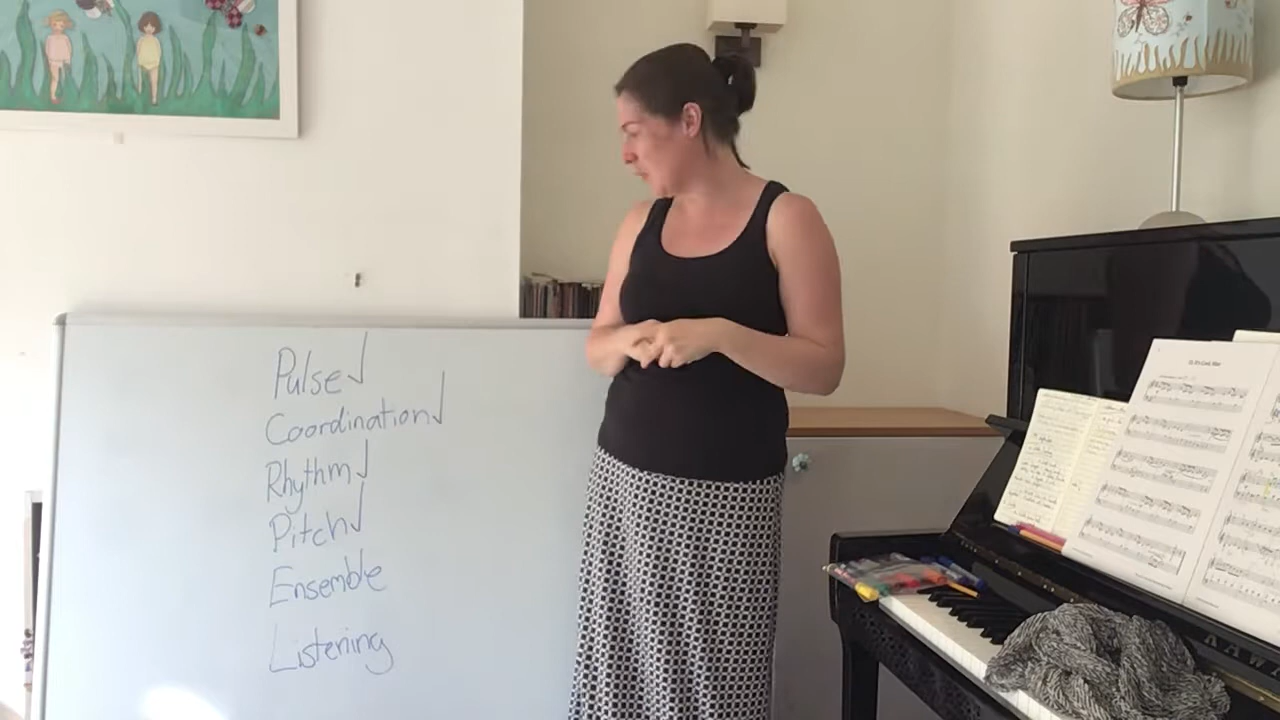 Pulse✓
Coordination✓
Rhythm✓
Pitch✓
Ensemble
Listening